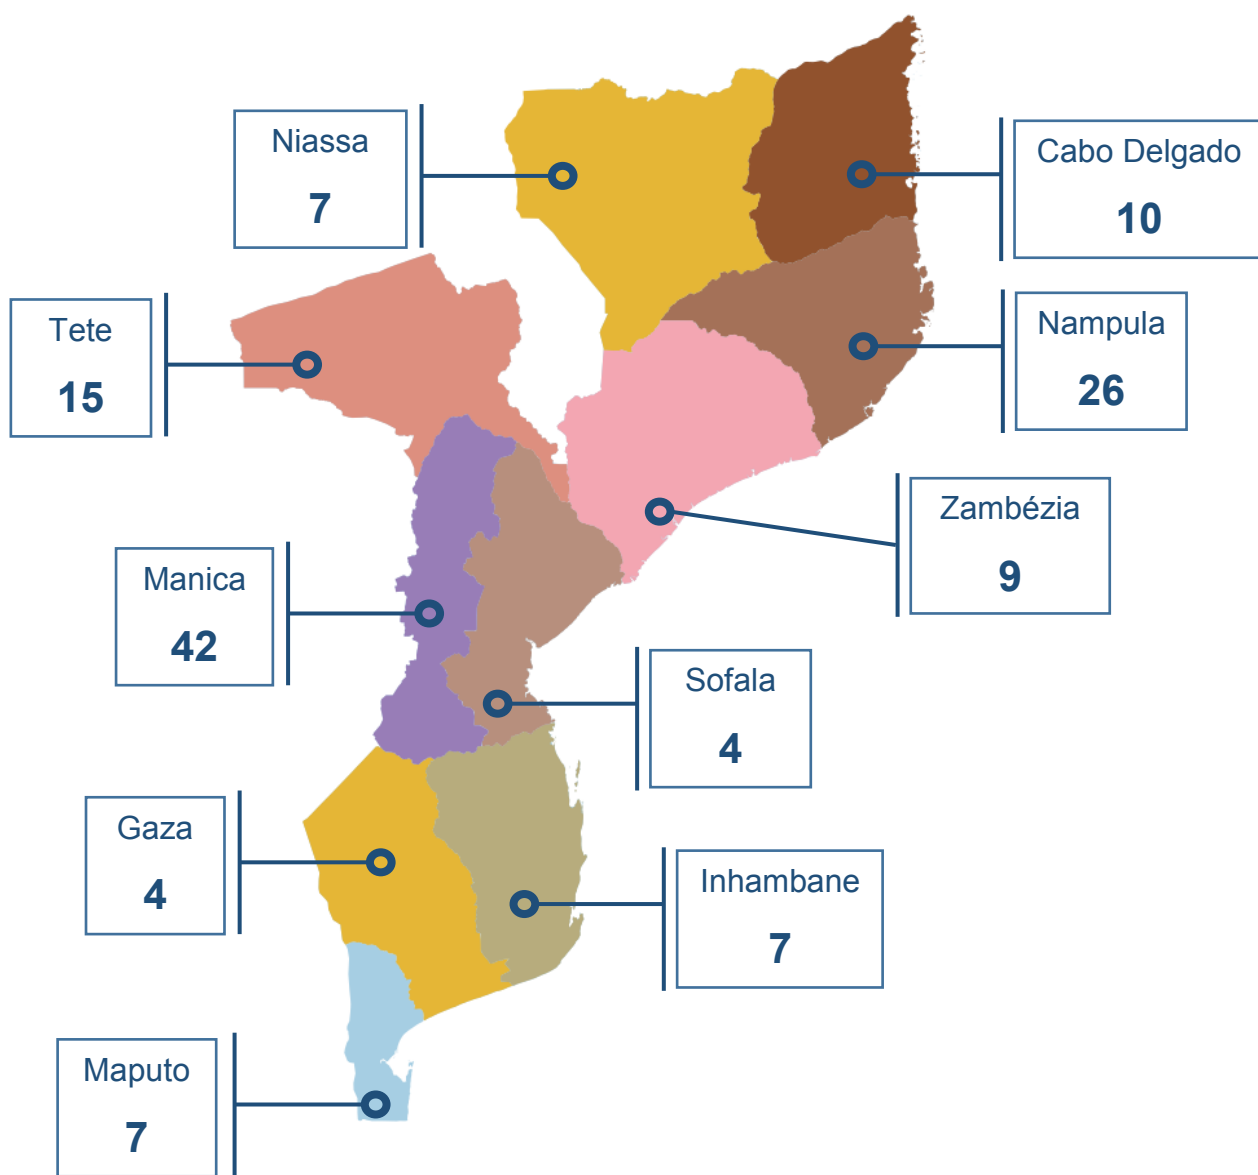 Niassa
7
Cabo Delgado
10
Tete
15
Nampula
26
Zambézia
9
Manica
42
Sofala
4
Gaza
4
Inhambane
7
Maputo
7